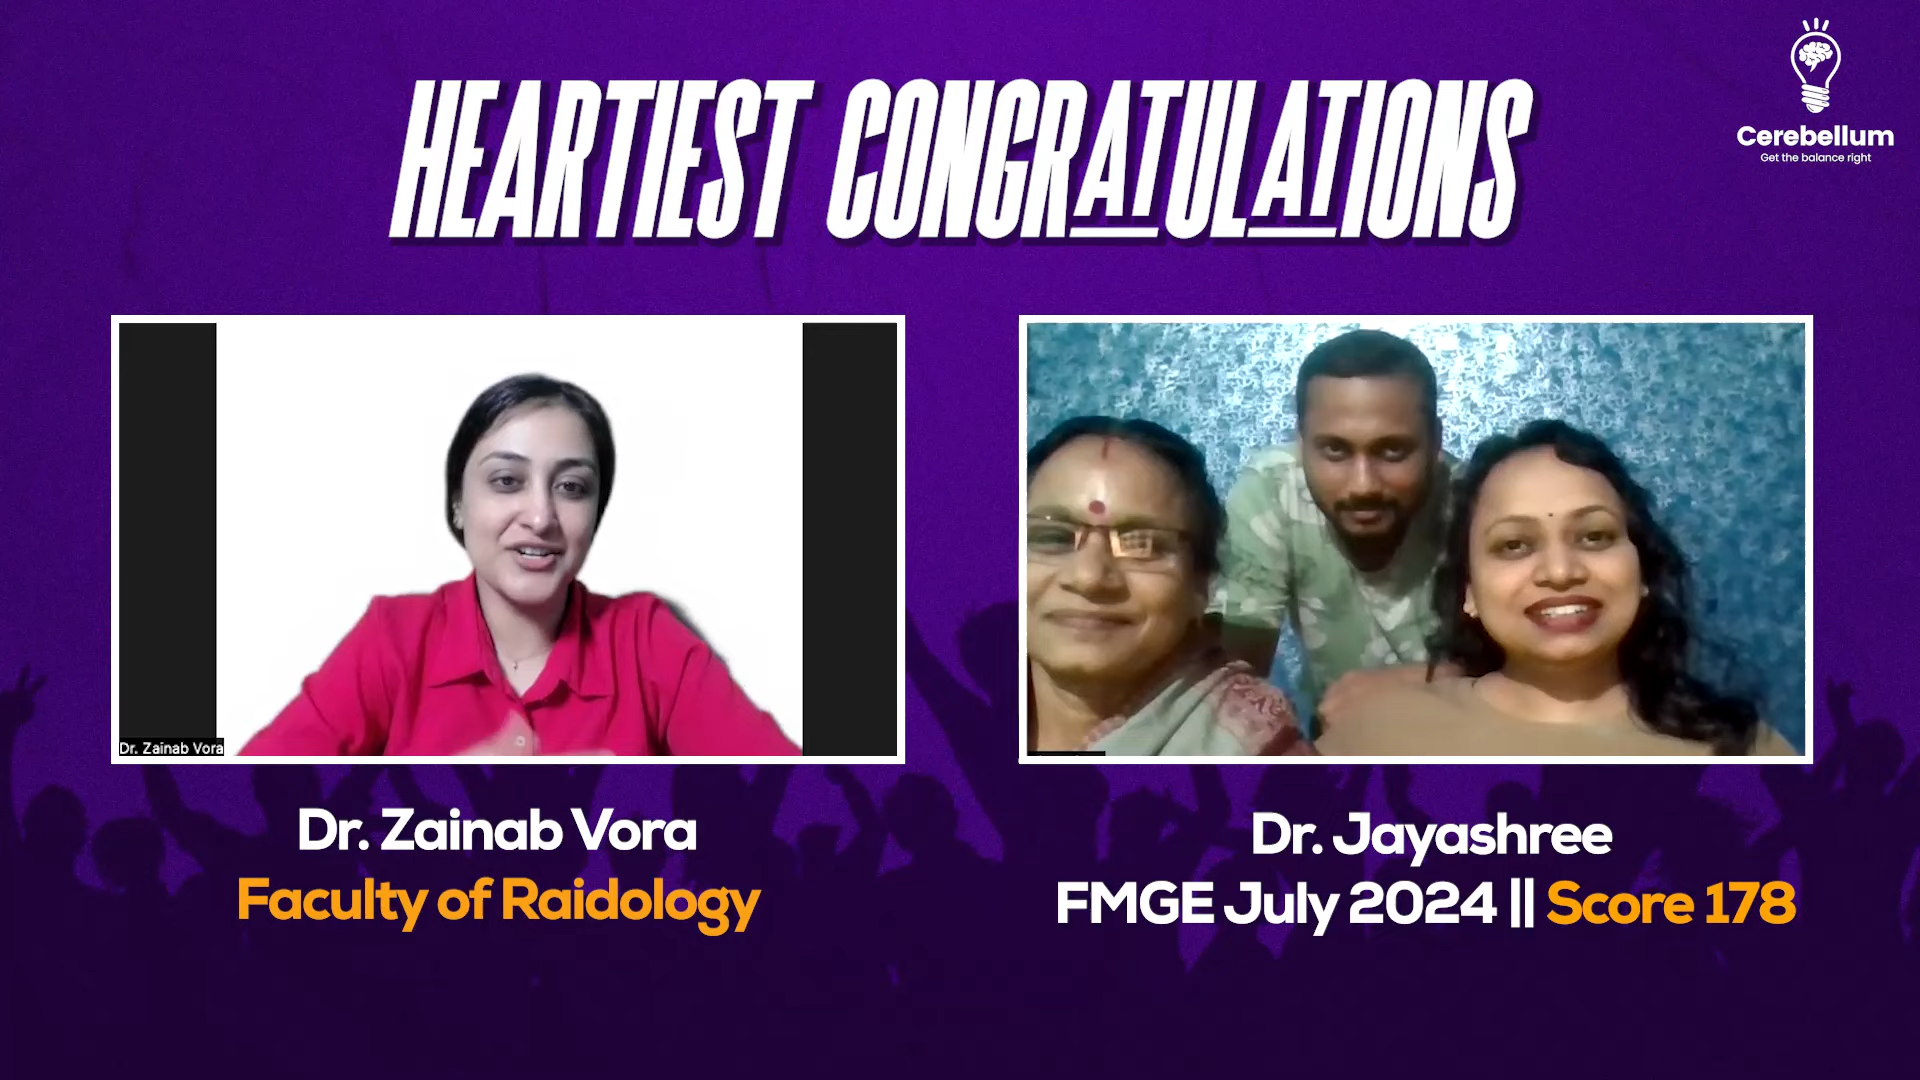 Cerebellum
Get the balance right
HEARTIEST CONGRATULATIONS
Dr. Zainab Vora
Dr. Zainab Vora
Faculty of Raidology
Dr. Jayashree
FMGE July 2024 || Score 178